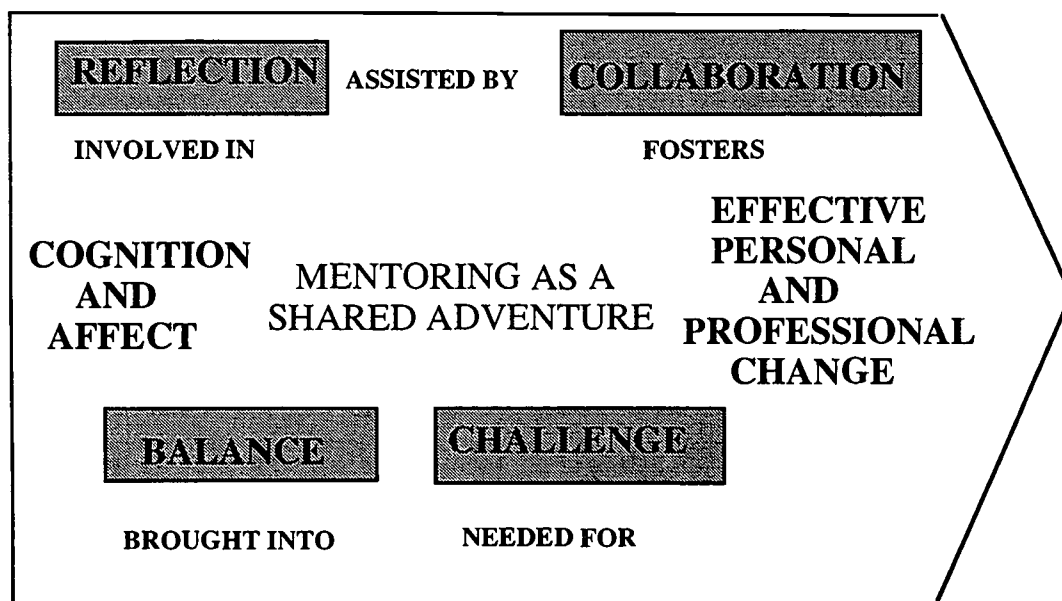 REFLECTION ASSISTED BY COLLABORATION
INVOLVED IN FOSTERS
COGNITION
AND
AFFECT
MENTORING AS A
SHARED ADVENTURE
EFFECTIVE
PERSONAL
AND
PROFESSIONAL
CHANGE
BALANCE CHALLENGE
BROUGHT INTO NEEDED FOR